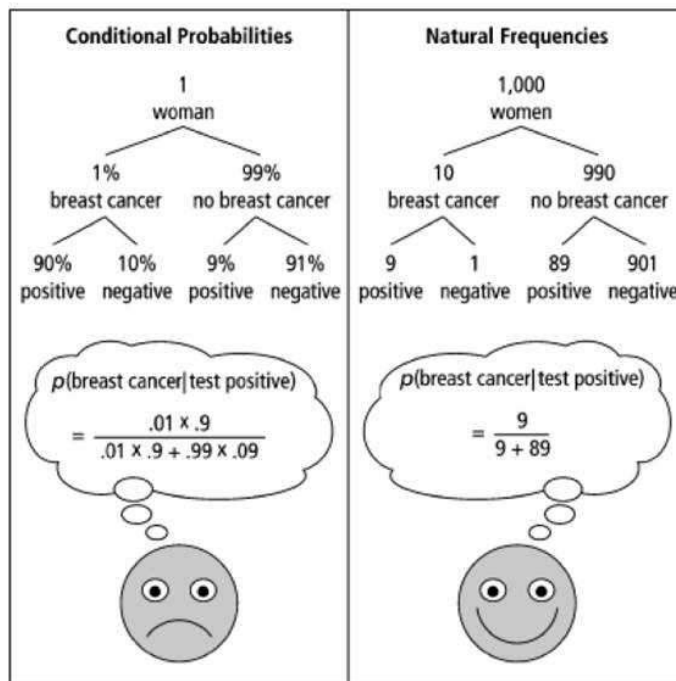 Conditional Probabilities
1
woman
1% 99%
breast cancer no breast cancer
90% 10% 9% 91%
positive negative positive negative
p(breast cancer|test positive)
.01 x .9
=
.01 x .9 + .99 x .09
Natural Frequencies
1,000
women
10 990
breast cancer no breast cancer
9 1 89 901
positive negative positive negative
p(breast cancer|test positive)
9
=
9 + 89